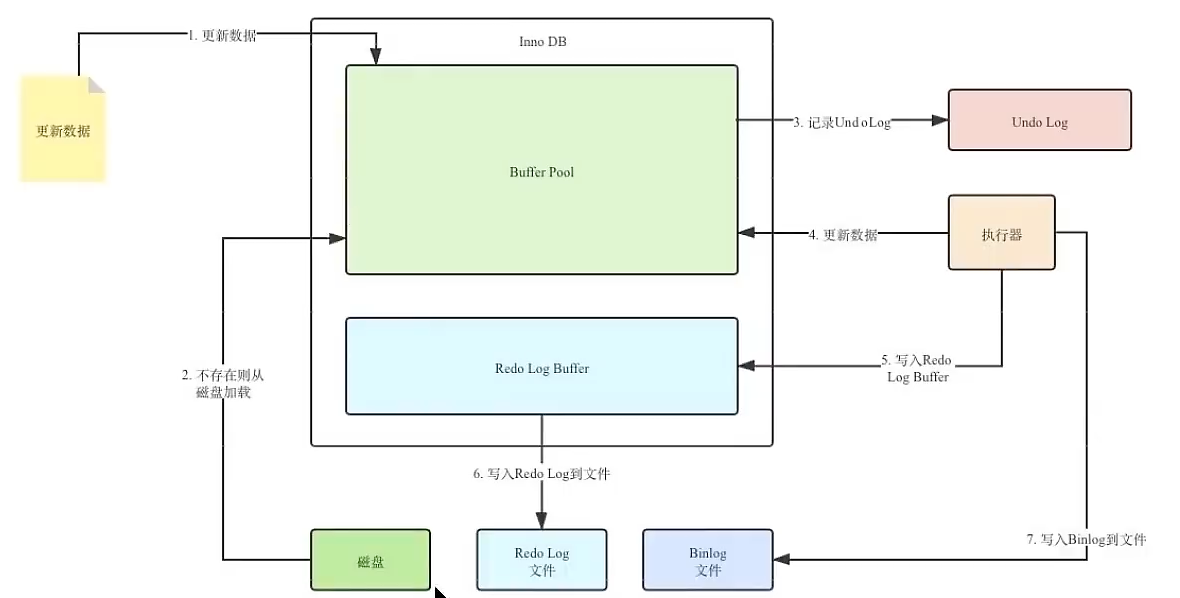 1. 更新数据
Inno DB
更新数据
Buffer Pool
3. 记录UndoLog
Undo Log
4. 更新数据
执行器
2. 不存在则从
磁盘加载
Redo Log Buffer
5. 写入Redo
Log Buffer
6. 写入Redo Log到文件
7. 写入Binlog到文件
磁盘
Redo Log
文件
Binlog
文件